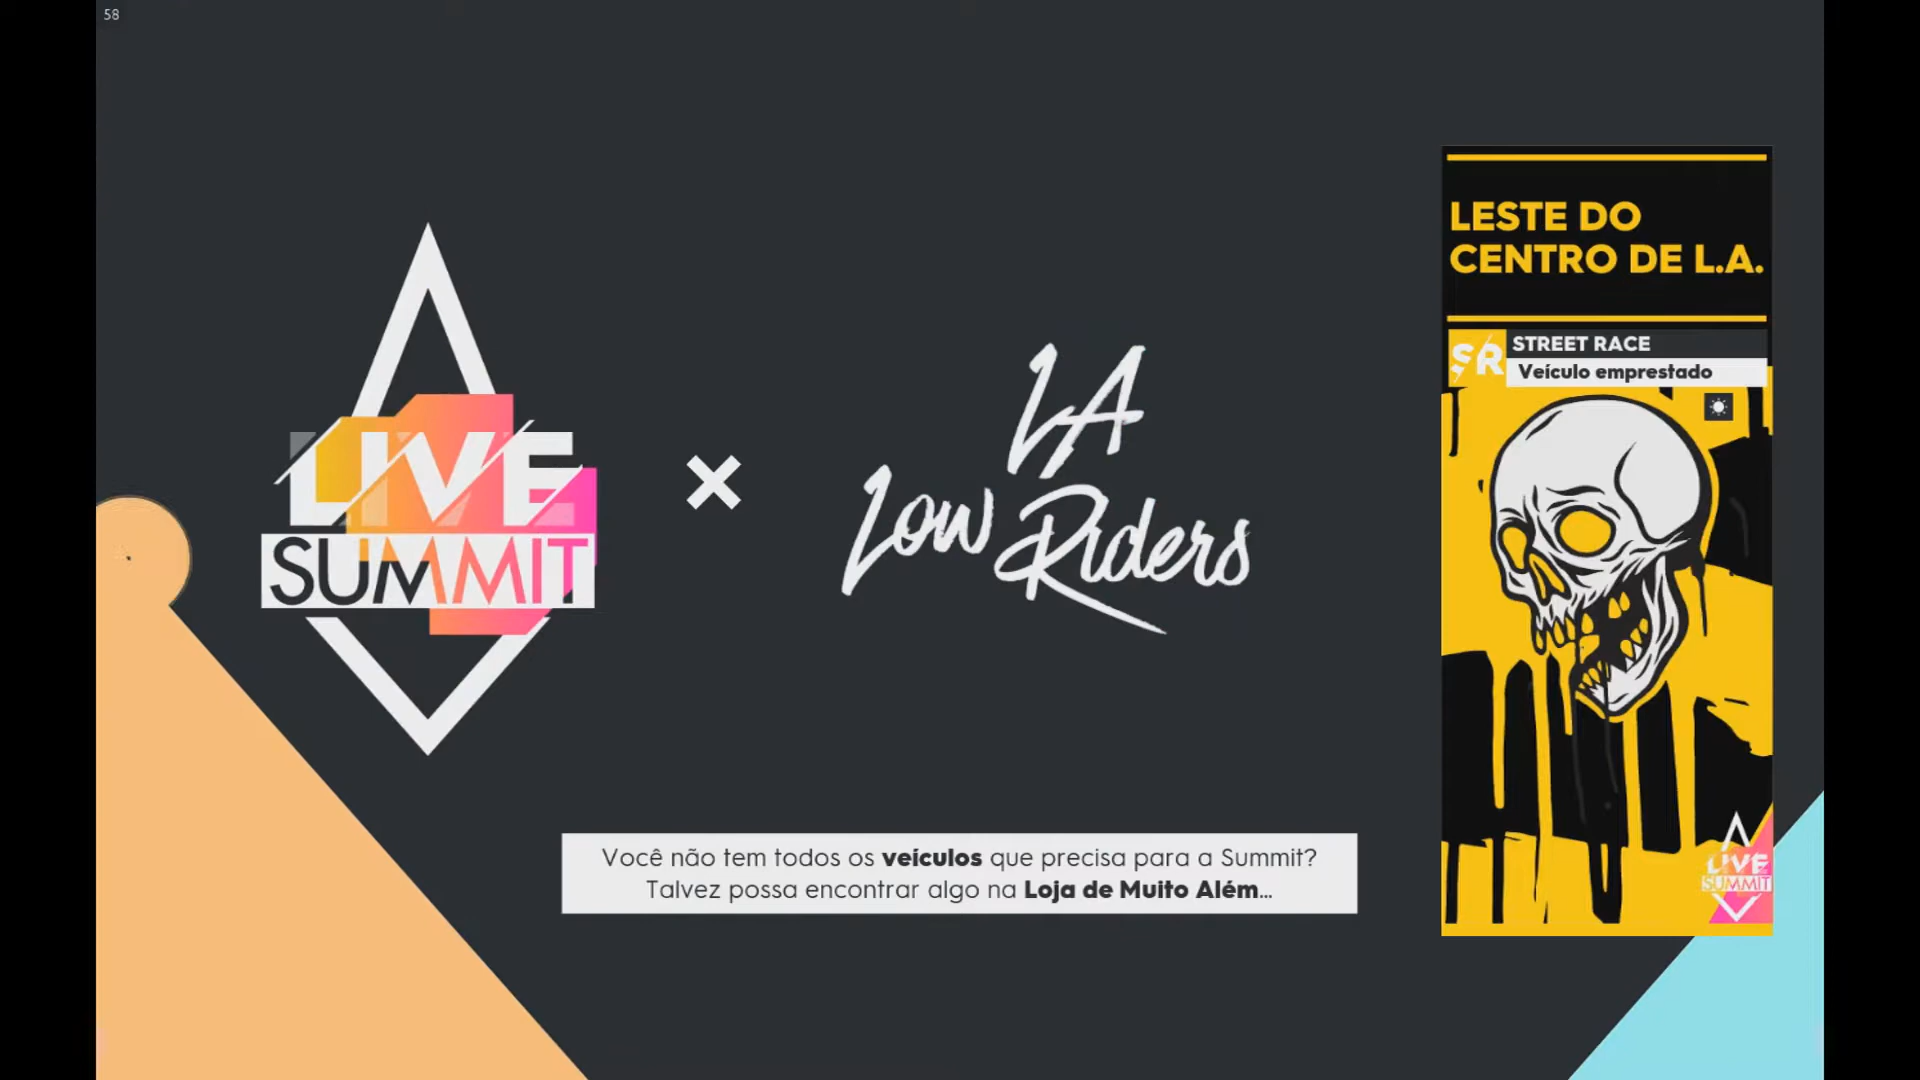 58
LIVE
SUMMIT
×
LA
Low Riders
LESTE DO
CENTRO DE L.A.
SR
STREET RACE
Veículo emprestado
LIVE
SUMMIT
Você não tem todos os veículos que precisa para a Summit?
Talvez possa encontrar algo na Loja de Muito Além...